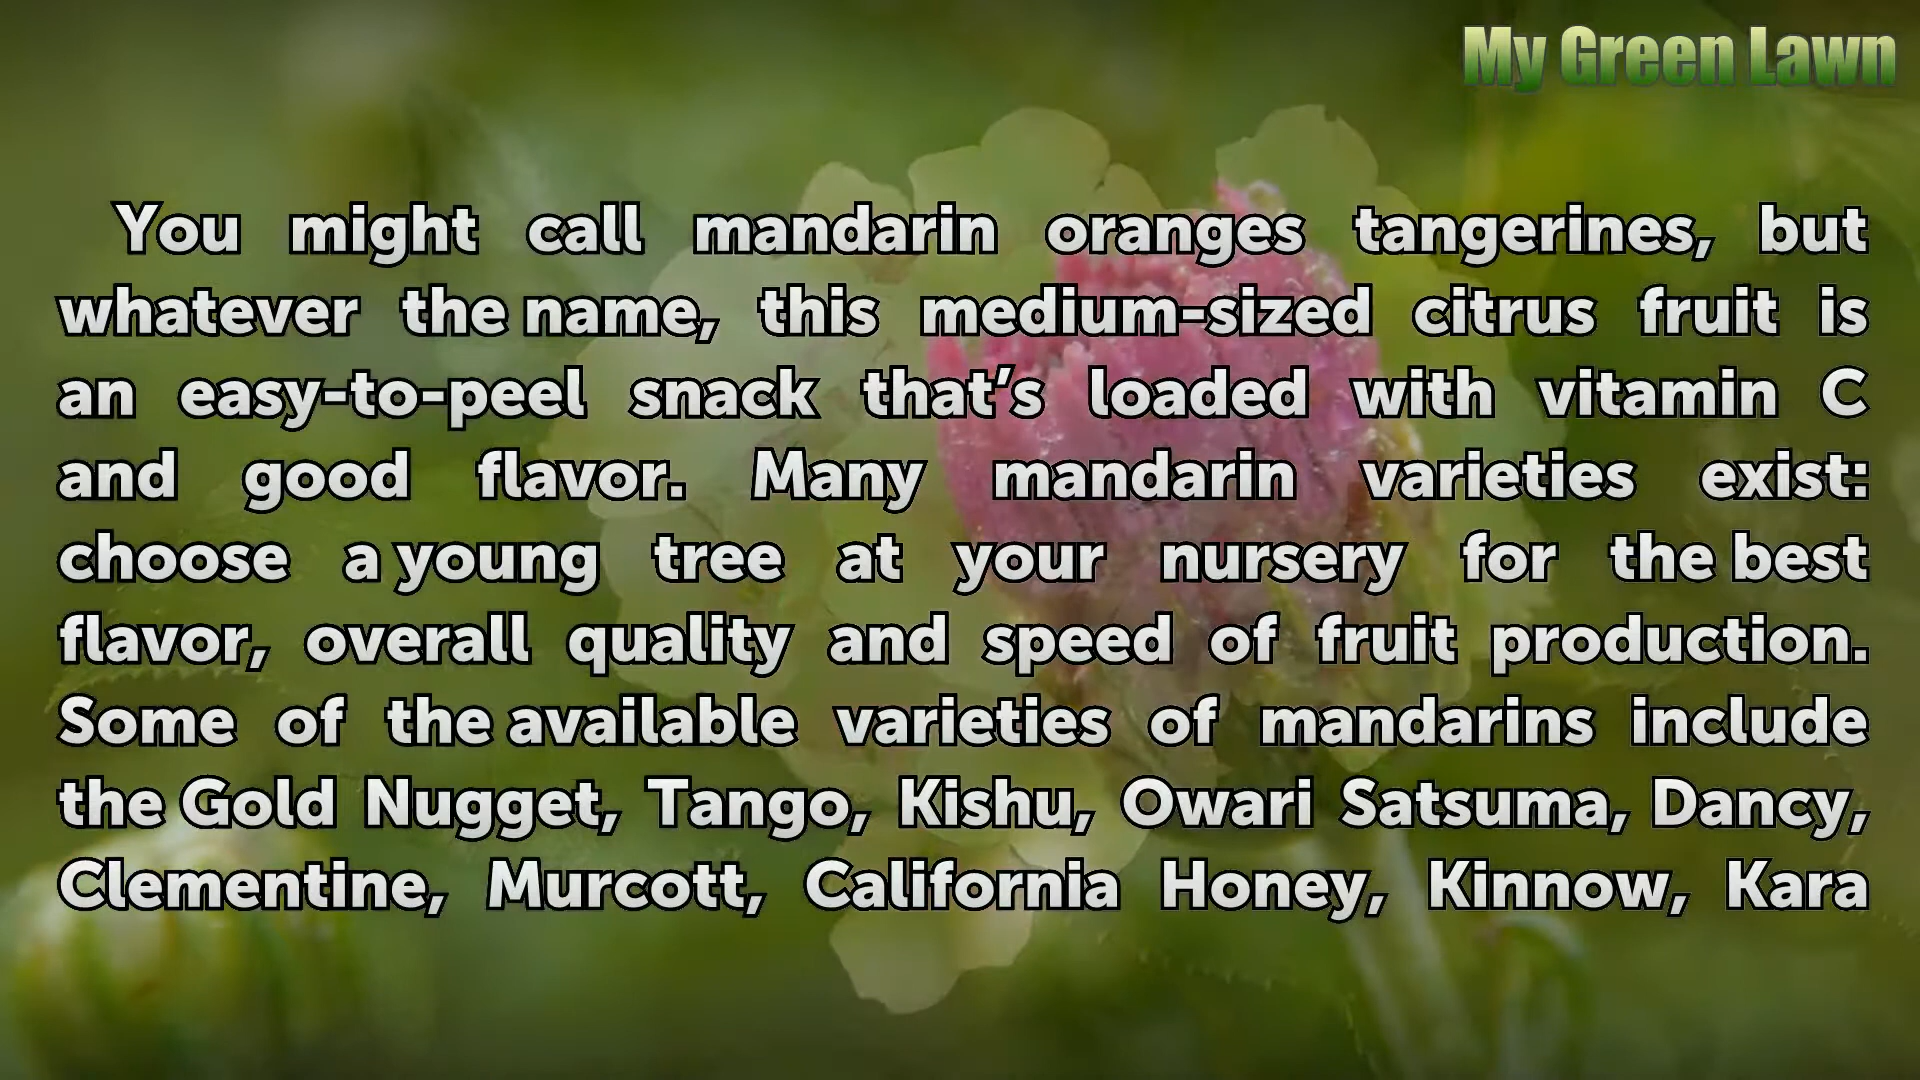 My Green Lawn
You might call mandarin oranges tangerines, but
whatever the name, this medium-sized citrus fruit is
an easy-to-peel snack that’s loaded with vitamin C
and good flavor. Many mandarin varieties exist:
choose a young tree at your nursery for the best
flavor, overall quality and speed of fruit production.
Some of the available varieties of mandarins include
the Gold Nugget, Tango, Kishu, Owari Satsuma, Dancy,
Clementine, Murcott, California Honey, Kinnow, Kara